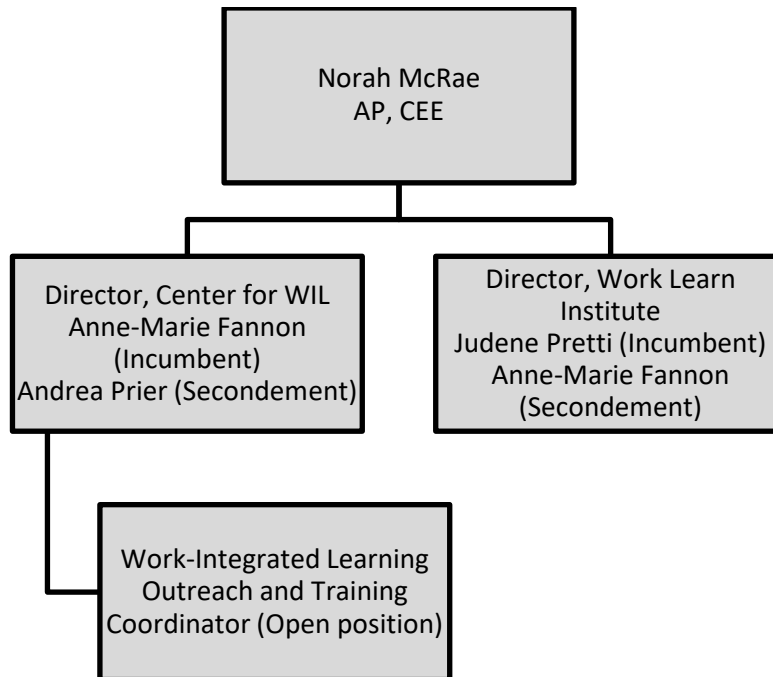 Norah McRae
AP, CEE
Director, Center for WIL
Anne-Marie Fannon
(Incumbent)
Andrea Prier (Secondement)
Director, Work Learn
Institute
Judene Pretti (Incumbent)
Anne-Marie Fannon
(Secondement)
Work-Integrated Learning
Outreach and Training
Coordinator (Open position)